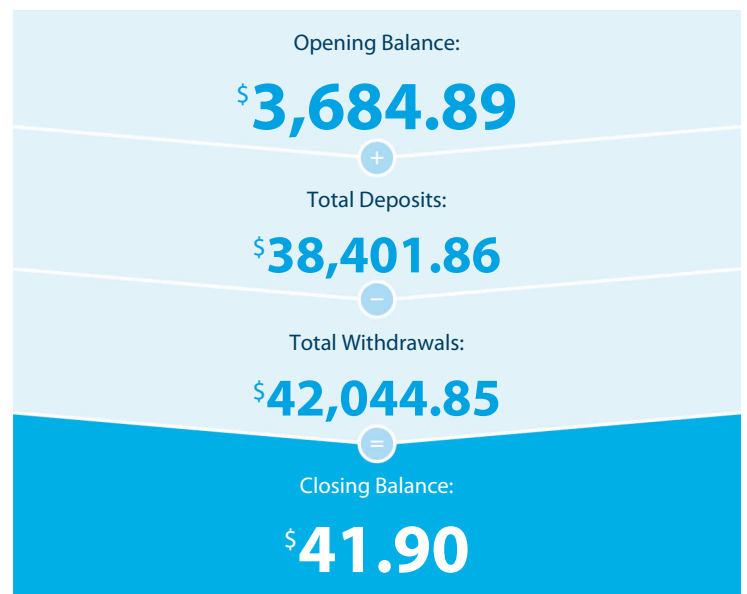 Opening Balance:
$3,684.89
+
Total Deposits:
$38,401.86
−
Total Withdrawals:
$42,044.85
=
Closing Balance:
$41.90